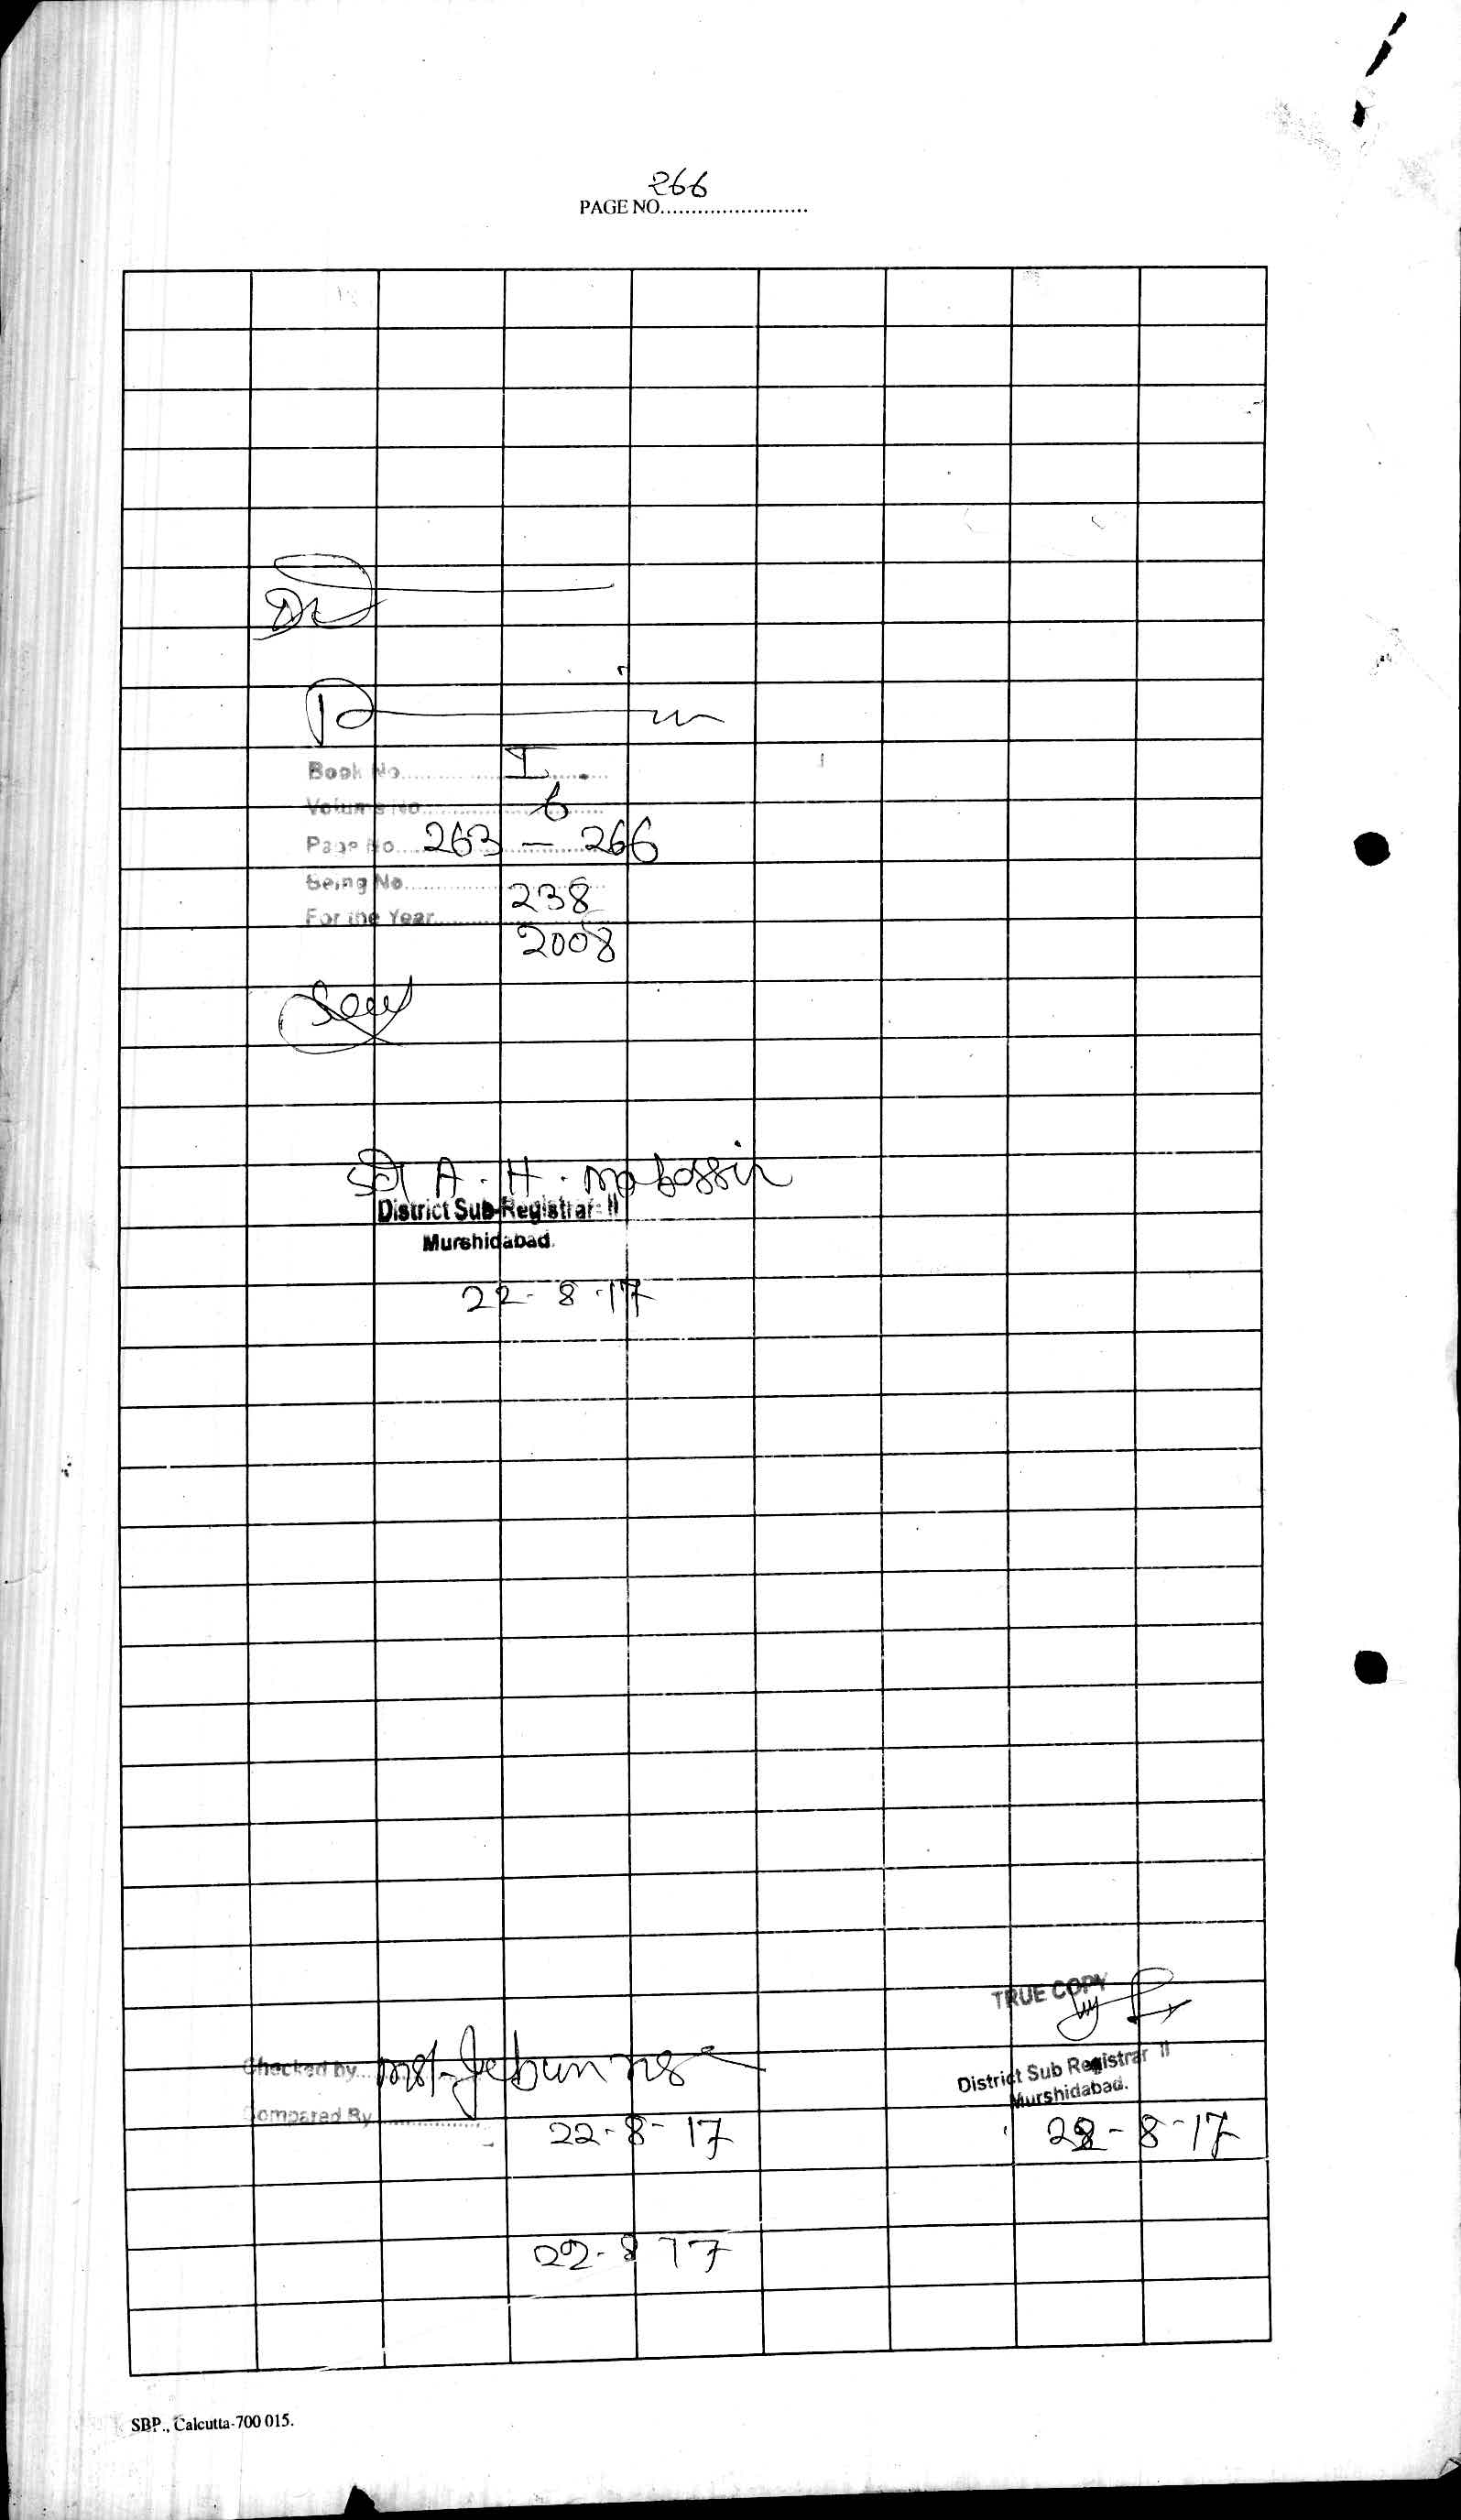 266
PAGE NO........................
Book No.......... I ......
Volume No.......... 6 ......
Page No..... 263 - 266
Being No.......... 238
For the Year........ 2008
Seal
A. H. Mobassir
District Sub-Registrar-II
Murshidabad.
22-8-17
TRUE COPY
Checked by
District Sub Registrar II
Murshidabad.
Compared By
22-8-17
22-8-17
22-8 17
SBP., Calcutta-700 015.